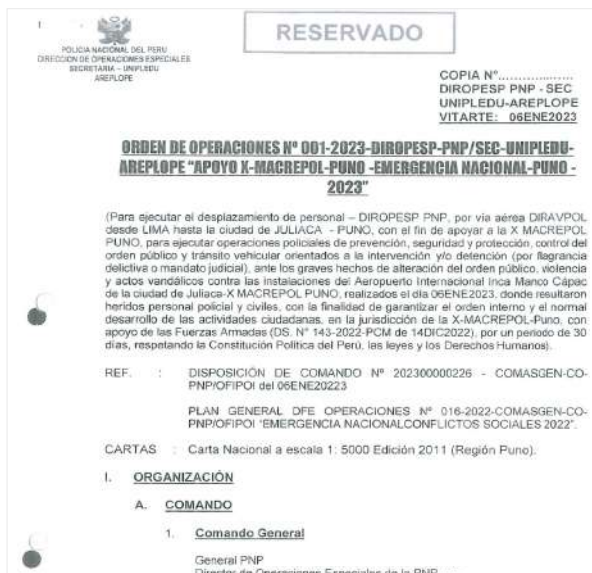 POLICIA NACIONAL DEL PERU
DIRECCION DE OPERACIONES ESPECIALES
SECRETARIA - UNIPLEDU
AREPLOPE
RESERVADO
COPIA N°...................
DIROPESP PNP - SEC
UNIPLEDU-AREPLOPE
VITARTE: 06ENE2023
ORDEN DE OPERACIONES Nº 001-2023-DIROPESP-PNP/SEC-UNIPLEDU-
AREPLOPE "APOYO X-MACREPOL-PUNO -EMERGENCIA NACIONAL-PUNO -
2023"
(Para ejecutar el desplazamiento de personal – DIROPESP PNP, por vía aérea DIRAVPOL
desde LIMA hasta la ciudad de JULIACA - PUNO, con el fin de apoyar a la X MACREPOL
PUNO, para ejecutar operaciones policiales de prevención, seguridad y protección, control del
orden público y tránsito vehicular orientados a la intervención y/o detención (por flagrancia
delictiva o mandato judicial), ante los graves hechos de alteración del orden público, violencia
y actos vandálicos contra las instalaciones del Aeropuerto Internacional Inca Manco Cápac
de la ciudad de Juliaca-X MACREPOL PUNO, realizados el día 06ENE2023, donde resultaron
heridos personal policial y civiles, con la finalidad de garantizar el orden interno y el normal
desarrollo de las actividades ciudadanas, en la jurisdicción de la X-MACREPOL-Puno, con
apoyo de las Fuerzas Armadas (DS. N° 143-2022-PCM de 14DIC2022), por un periodo de 30
días, respetando la Constitución Política del Perú, las leyes y los Derechos Humanos).
REF. : DISPOSICIÓN DE COMANDO Nº 202300000226 - COMASGEN-CO-
PNP/OFIPOI del 06ENE20223
PLAN GENERAL DFE OPERACIONES Nº 016-2022-COMASGEN-CO-
PNP/OFIPOI "EMERGENCIA NACIONALCONFLICTOS SOCIALES 2022".
CARTAS : Carta Nacional a escala 1: 5000 Edición 2011 (Región Puno).
I. ORGANIZACIÓN
A. COMANDO
1. Comando General
General PNP
Director de Operaciones Especiales de la PNP